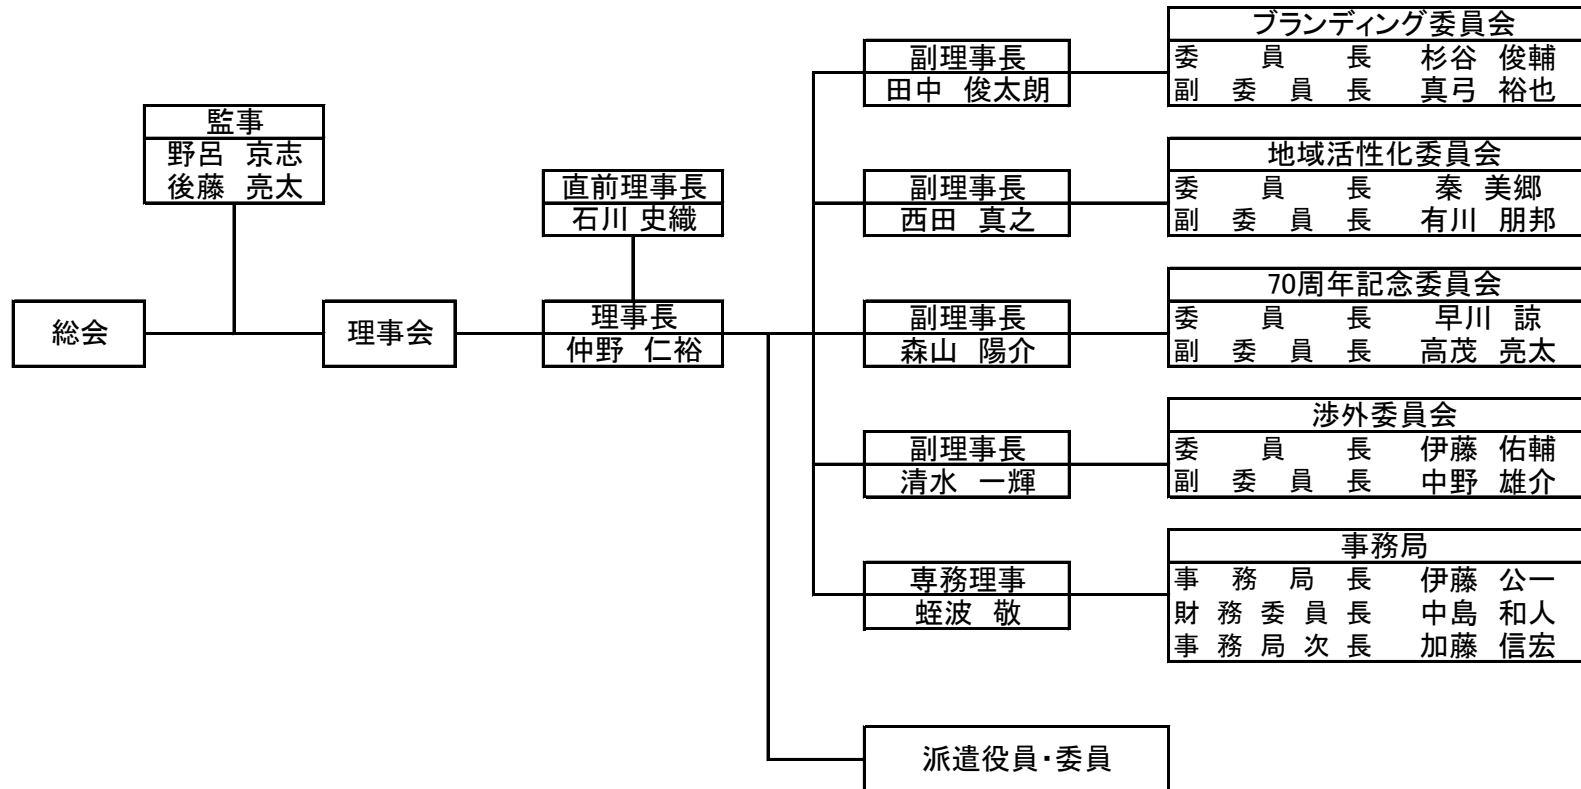 総会
監事
野呂 京志
後藤 亮太
理事会
直前理事長
石川 史織
理事長
仲野 仁裕
副理事長
田中 俊太朗
ブランディング委員会
委員長 杉谷 俊輔
副委員長 真弓 裕也
副理事長
西田 真之
地域活性化委員会
委員長 秦 美郷
副委員長 有川 朋邦
副理事長
森山 陽介
70周年記念委員会
委員長 早川 諒
副委員長 高茂 亮太
副理事長
清水 一輝
渉外委員会
委員長 伊藤 佑輔
副委員長 中野 雄介
専務理事
蛭波 敬
事務局
事務局長 伊藤 公一
財務委員長 中島 和人
事務局次長 加藤 信宏
派遣役員・委員